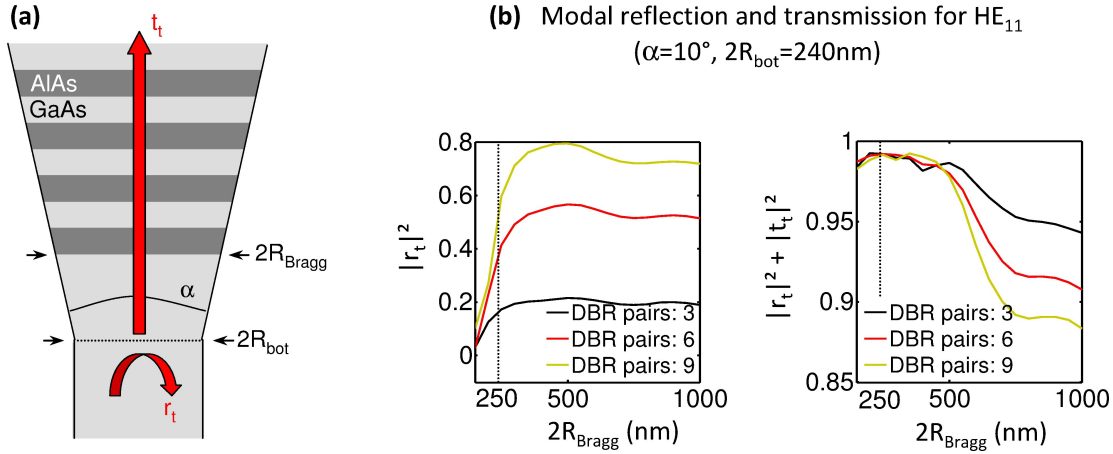 (a)
t_t
AlAs
GaAs
2R_Bragg
α
2R_bot
r_t
(b) Modal reflection and transmission for HE_11
(α=10°, 2R_bot=240nm)
|r_t|²
0.8
0.6
0.4
0.2
0
DBR pairs: 3
DBR pairs: 6
DBR pairs: 9
250 500 1000
2R_Bragg (nm)
|r_t|² + |t_t|²
1
0.95
0.9
0.85
DBR pairs: 3
DBR pairs: 6
DBR pairs: 9
250 500 1000
2R_Bragg (nm)